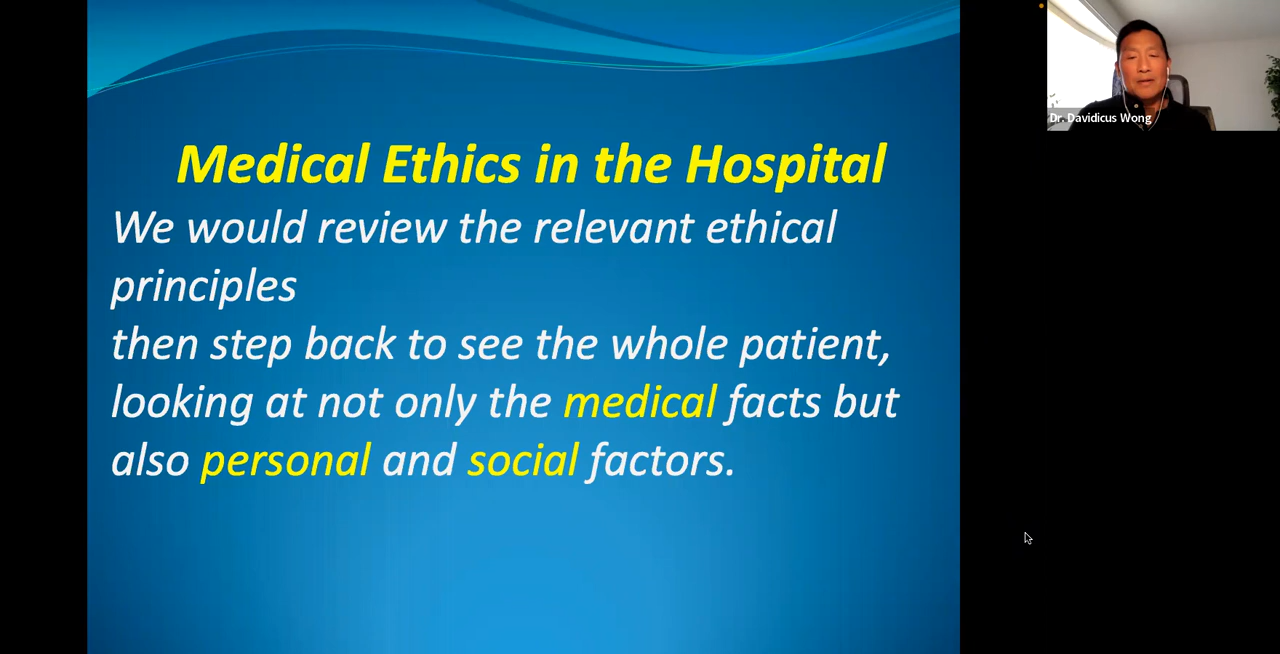 Medical Ethics in the Hospital
We would review the relevant ethical
principles
then step back to see the whole patient,
looking at not only the medical facts but
also personal and social factors.
Dr. Davidicus Wong